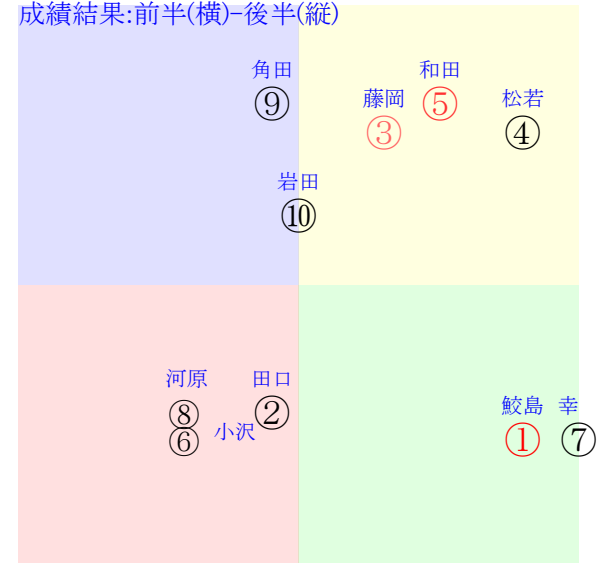 成績結果:前半(横)-後半(縦)
角田
和田
⑨
藤岡
⑤
松若
③
④
岩田
⑩
河原
田口
⑧
②
鮫島
幸
⑥
小沢
①
⑦